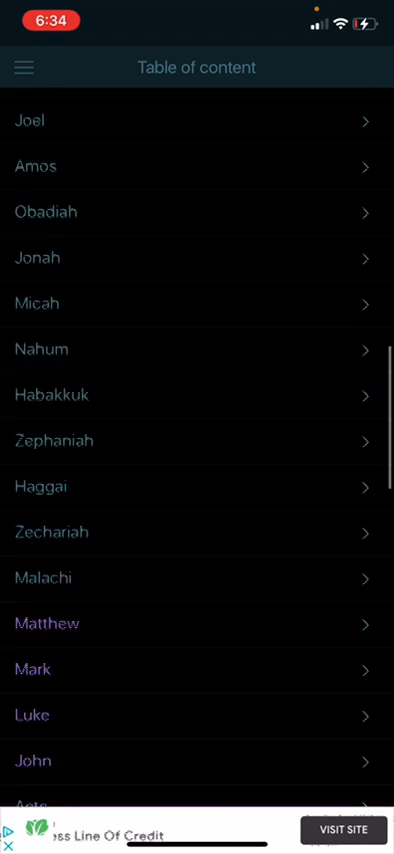 6:34
Table of content
Joel
Amos
Obadiah
Jonah
Micah
Nahum
Habakkuk
Zephaniah
Haggai
Zechariah
Malachi
Matthew
Mark
Luke
John
Acts
ess Line Of Credit
VISIT SITE